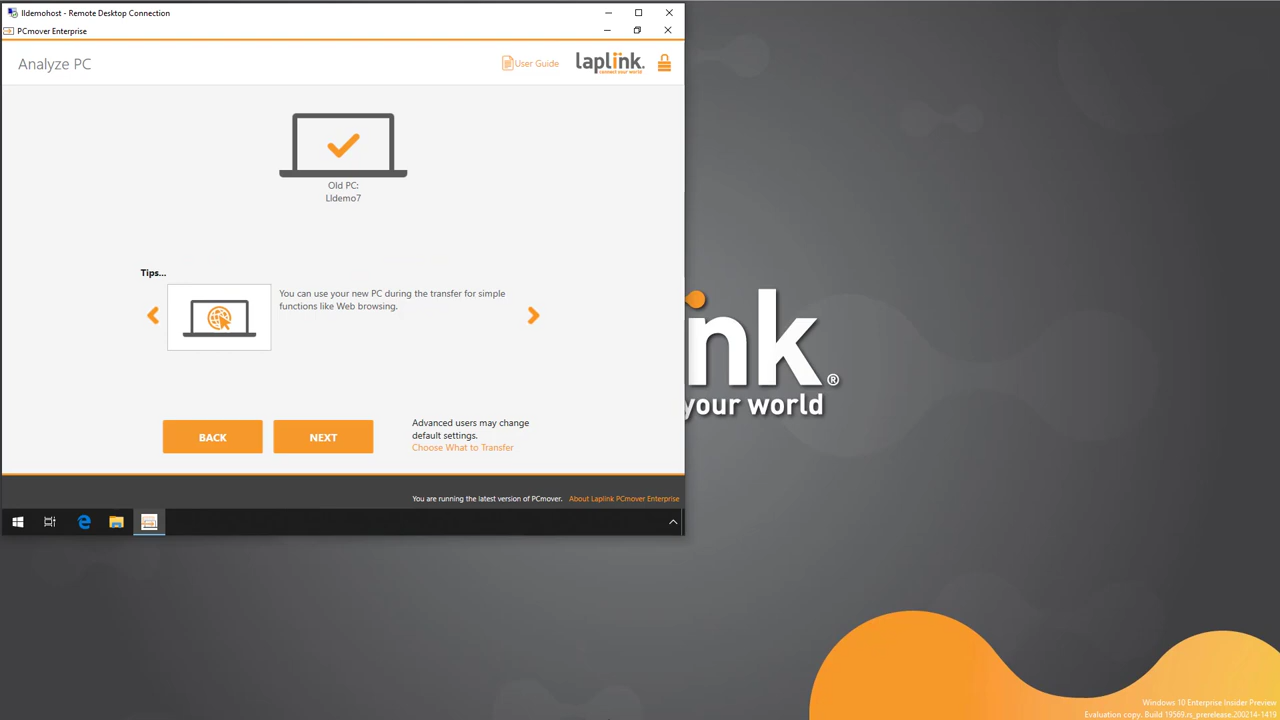 lldemohost - Remote Desktop Connection
PCmover Enterprise
Analyze PC
User Guide
laplink.
connect your world
Old PC:
Lldemo7
Tips...
You can use your new PC during the transfer for simple
functions like Web browsing.
BACK
NEXT
Advanced users may change
default settings.
Choose What to Transfer
You are running the latest version of PCmover.
About Laplink PCmover Enterprise
ink®
your world
Windows 10 Enterprise Insider Preview
Evaluation copy. Build 19569.rs_prerelease.200214-1419